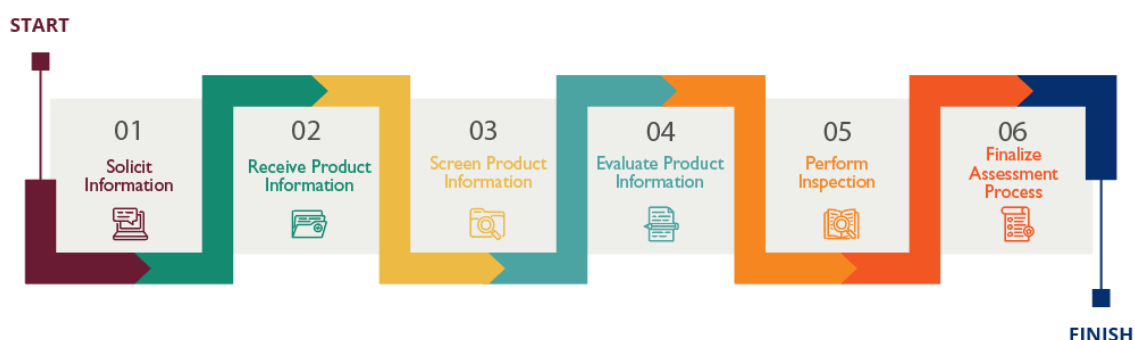 START
01
Solicit
Information
02
Receive Product
Information
03
Screen Product
Information
04
Evaluate Product
Information
05
Perform
Inspection
06
Finalize
Assessment
Process
FINISH